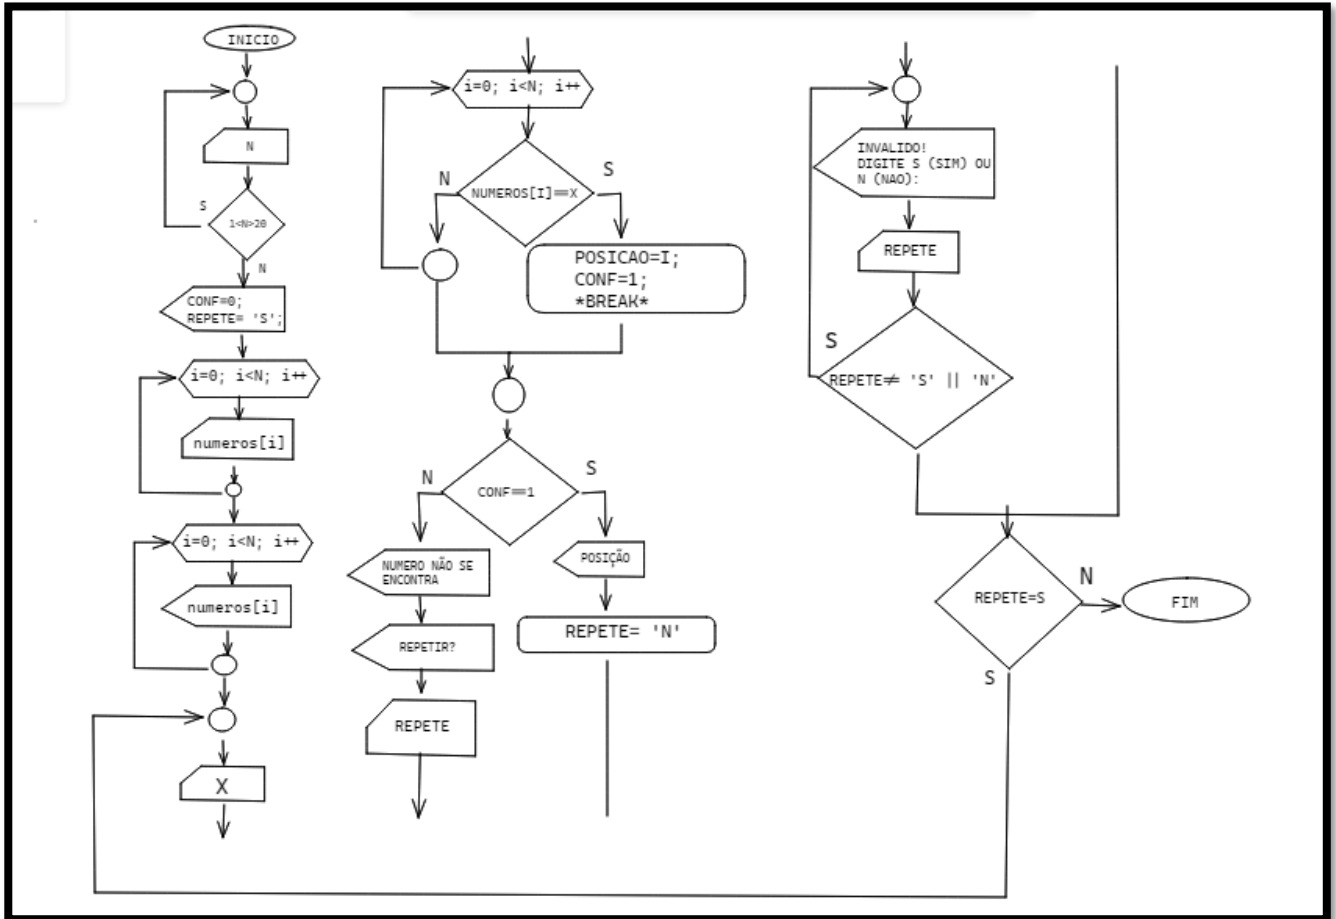 INICIO
N
S
1<N>20
N
CONF=0;
REPETE= 'S';
i=0; i<N; i++
numeros[i]
i=0; i<N; i++
numeros[i]
X
i=0; i<N; i++
N
S
NUMEROS[I]==X
POSICAO=I;
CONF=1;
*BREAK*
N
S
CONF==1
NUMERO NÃO SE
ENCONTRA
REPETIR?
REPETE
POSIÇÃO
REPETE= 'N'
INVALIDO!
DIGITE S (SIM) OU
N (NAO):
REPETE
S
REPETE≠ 'S' || 'N'
REPETE=S
N
S
FIM